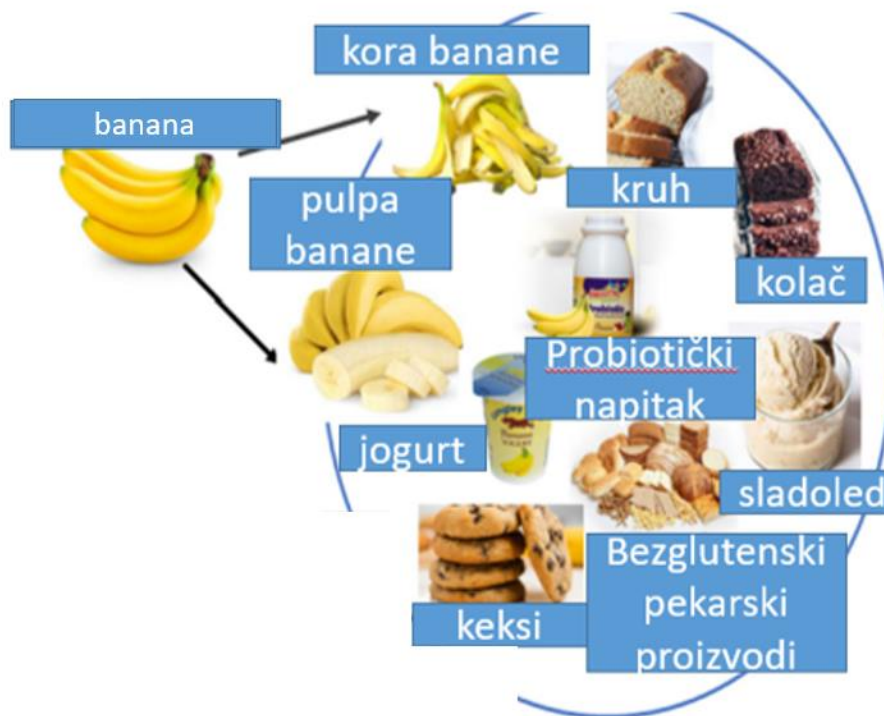 kora banane
banana
kruh
pulpa
banane
kolač
Probiotički
napitak
jogurt
sladoled
Bezglutenski
pekarski
proizvodi
keksi